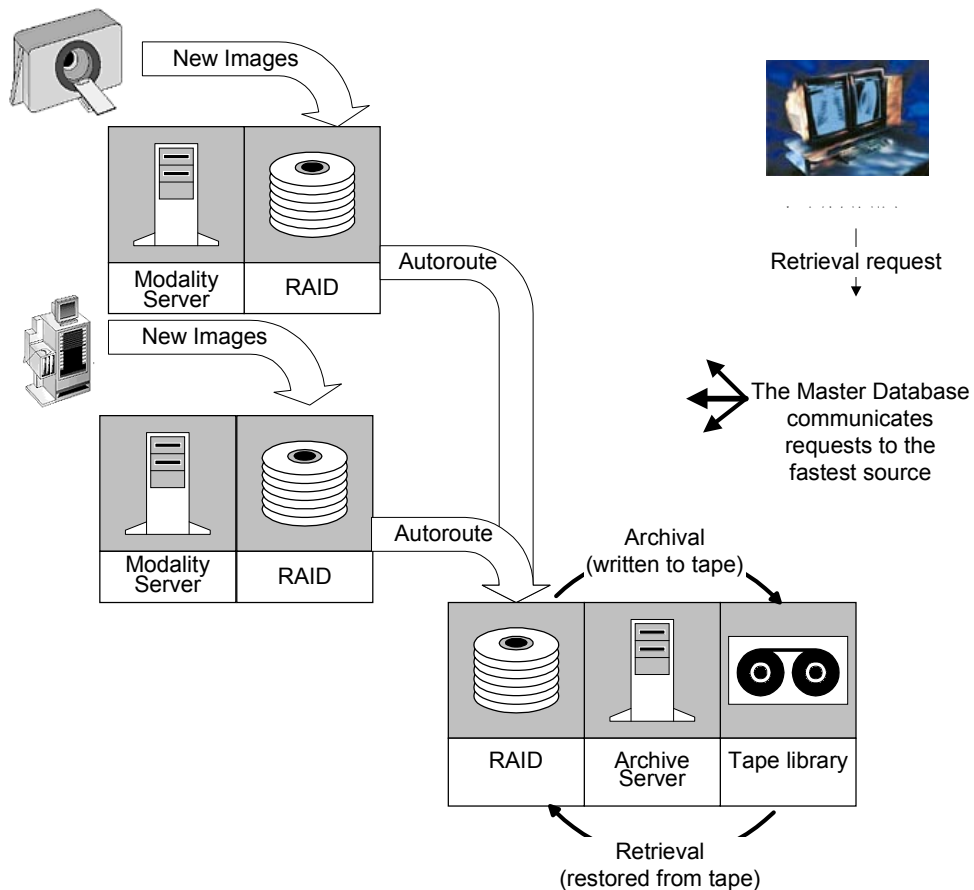 New Images
Modality
Server
RAID
Autoroute
Retrieval request
New Images
The Master Database
communicates
requests to the
fastest source
Modality
Server
RAID
Autoroute
Archival
(written to tape)
RAID
Archive
Server
Tape library
Retrieval
(restored from tape)